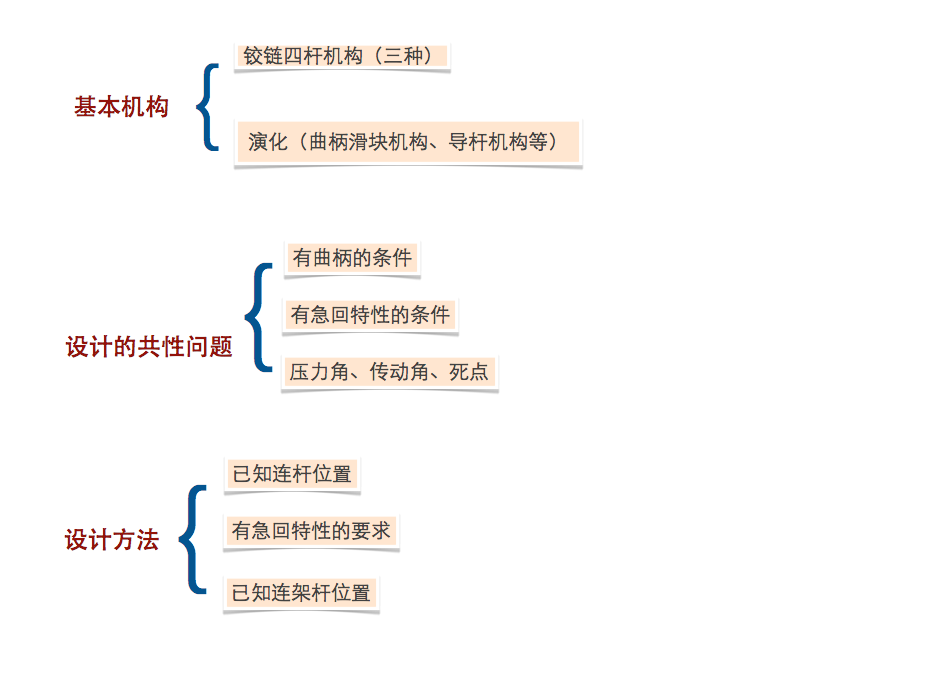 铰链四杆机构（三种）
基本机构
演化（曲柄滑块机构、导杆机构等）
有曲柄的条件
有急回特性的条件
设计的共性问题
压力角、传动角、死点
已知连杆位置
有急回特性的要求
设计方法
已知连架杆位置